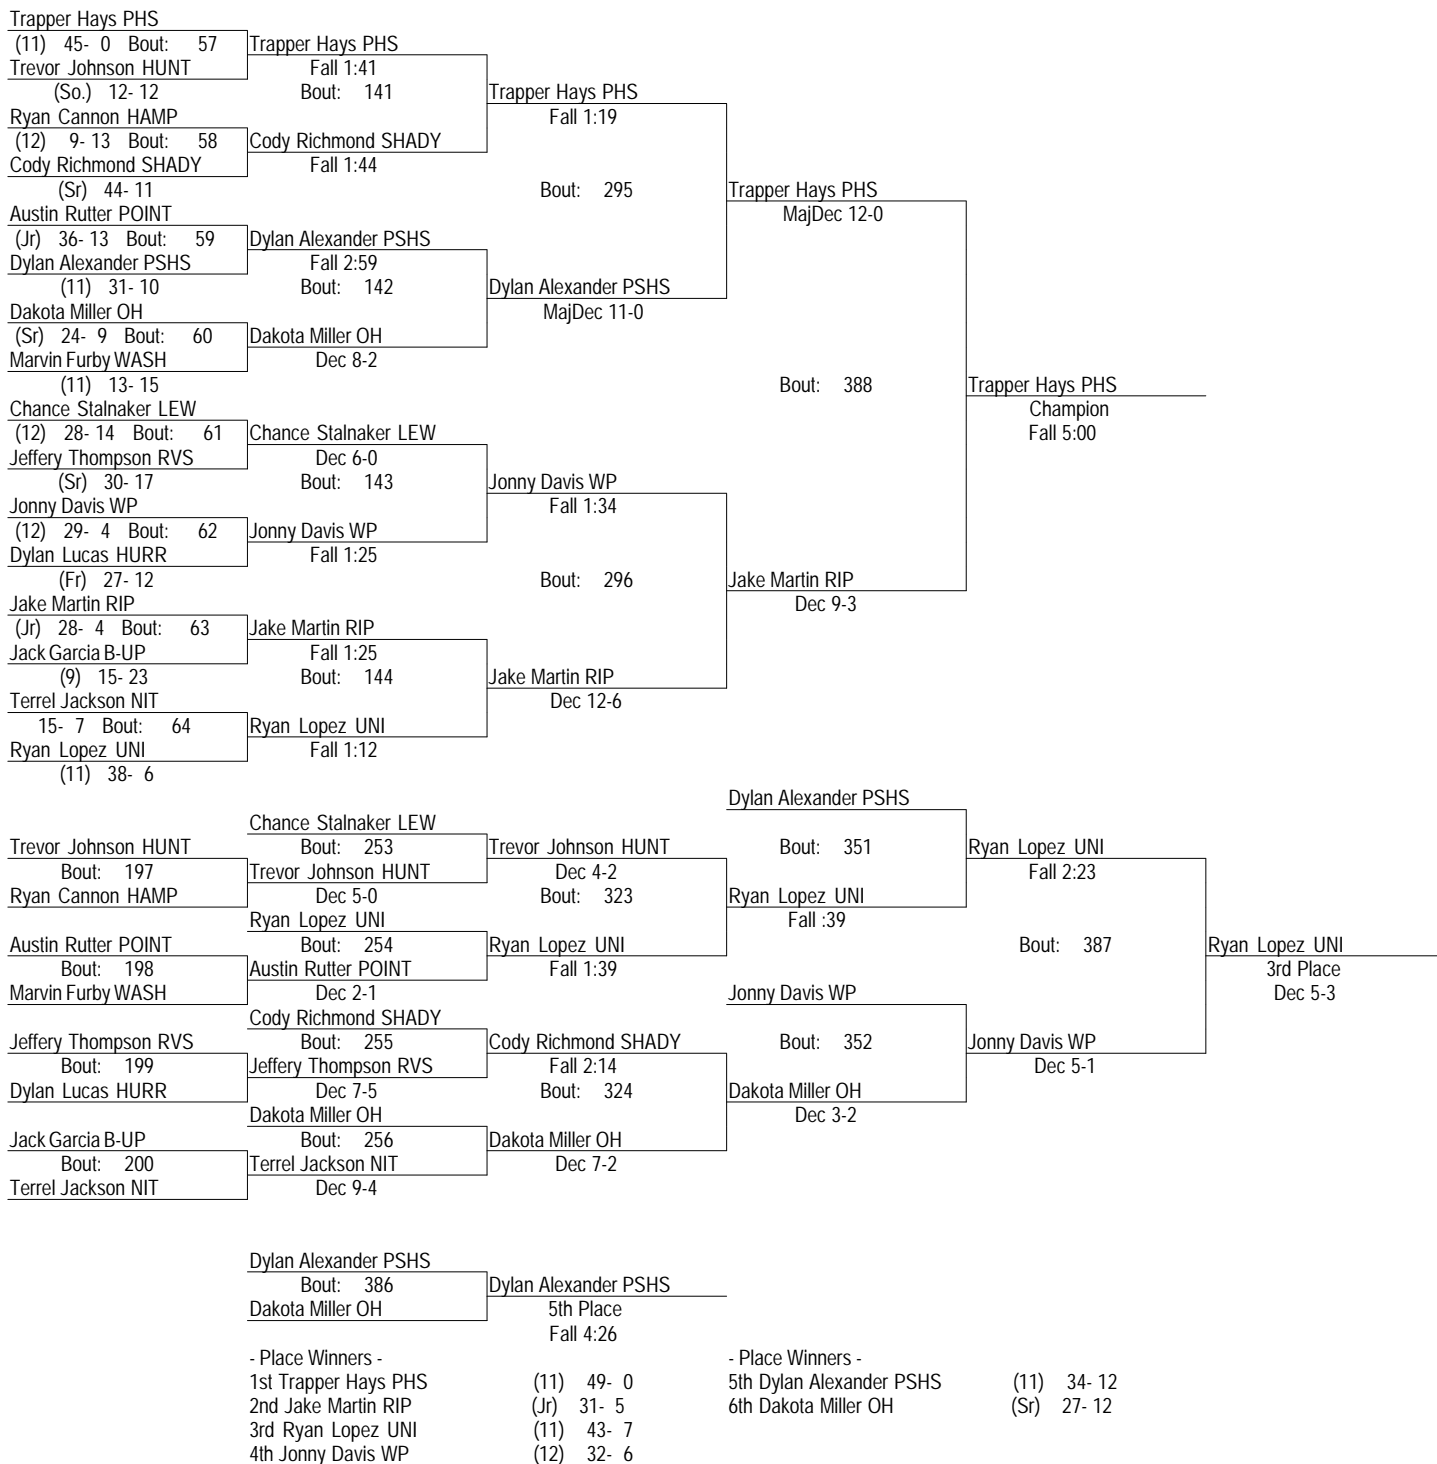 Trapper Hays PHS
(11) 45- 0 Bout: 57 Trapper Hays PHS
Trevor Johnson HUNT Fall 1:41
(So.) 12- 12 Bout: 141 Trapper Hays PHS
Ryan Cannon HAMP Fall 1:19
(12) 9- 13 Bout: 58 Cody Richmond SHADY
Cody Richmond SHADY Fall 1:44
(Sr) 44- 11 Bout: 295 Trapper Hays PHS
Austin Rutter POINT MajDec 12-0
(Jr) 36- 13 Bout: 59 Dylan Alexander PSHS
Dylan Alexander PSHS Fall 2:59
(11) 31- 10 Bout: 142 Dylan Alexander PSHS
Dakota Miller OH MajDec 11-0
(Sr) 24- 9 Bout: 60 Dakota Miller OH
Marvin Furby WASH Dec 8-2
(11) 13- 15 Bout: 388 Trapper Hays PHS
Chance Stalnaker LEW Champion
(12) 28- 14 Bout: 61 Chance Stalnaker LEW Fall 5:00
Jeffery Thompson RVS Dec 6-0
(Sr) 30- 17 Bout: 143 Jonny Davis WP
Jonny Davis WP Fall 1:34
(12) 29- 4 Bout: 62 Jonny Davis WP
Dylan Lucas HURR Fall 1:25
(Fr) 27- 12 Bout: 296 Jake Martin RIP
Jake Martin RIP Dec 9-3
(Jr) 28- 4 Bout: 63 Jake Martin RIP
Jack Garcia B-UP Fall 1:25
(9) 15- 23 Bout: 144 Jake Martin RIP
Terrel Jackson NIT Dec 12-6
15- 7 Bout: 64 Ryan Lopez UNI
Ryan Lopez UNI Fall 1:12
(11) 38- 6
Dylan Alexander PSHS
Chance Stalnaker LEW
Trevor Johnson HUNT Bout: 253 Trevor Johnson HUNT Bout: 351 Ryan Lopez UNI
Bout: 197 Trevor Johnson HUNT Dec 4-2 Fall 2:23
Ryan Cannon HAMP Dec 5-0 Bout: 323 Ryan Lopez UNI
Ryan Lopez UNI Fall :39
Austin Rutter POINT Bout: 254 Ryan Lopez UNI Bout: 387 Ryan Lopez UNI
Bout: 198 Austin Rutter POINT Fall 1:39 3rd Place
Marvin Furby WASH Dec 2-1 Jonny Davis WP Dec 5-3
Cody Richmond SHADY
Jeffery Thompson RVS Bout: 255 Cody Richmond SHADY Bout: 352 Jonny Davis WP
Bout: 199 Jeffery Thompson RVS Fall 2:14 Dec 5-1
Dylan Lucas HURR Dec 7-5 Bout: 324 Dakota Miller OH
Dakota Miller OH Dec 3-2
Jack Garcia B-UP Bout: 256 Dakota Miller OH
Bout: 200 Terrel Jackson NIT Dec 7-2
Terrel Jackson NIT Dec 9-4
Dylan Alexander PSHS
Bout: 386 Dylan Alexander PSHS
Dakota Miller OH 5th Place
Fall 4:26
- Place Winners - - Place Winners -
1st Trapper Hays PHS (11) 49- 0 5th Dylan Alexander PSHS (11) 34- 12
2nd Jake Martin RIP (Jr) 31- 5 6th Dakota Miller OH (Sr) 27- 12
3rd Ryan Lopez UNI (11) 43- 7
4th Jonny Davis WP (12) 32- 6